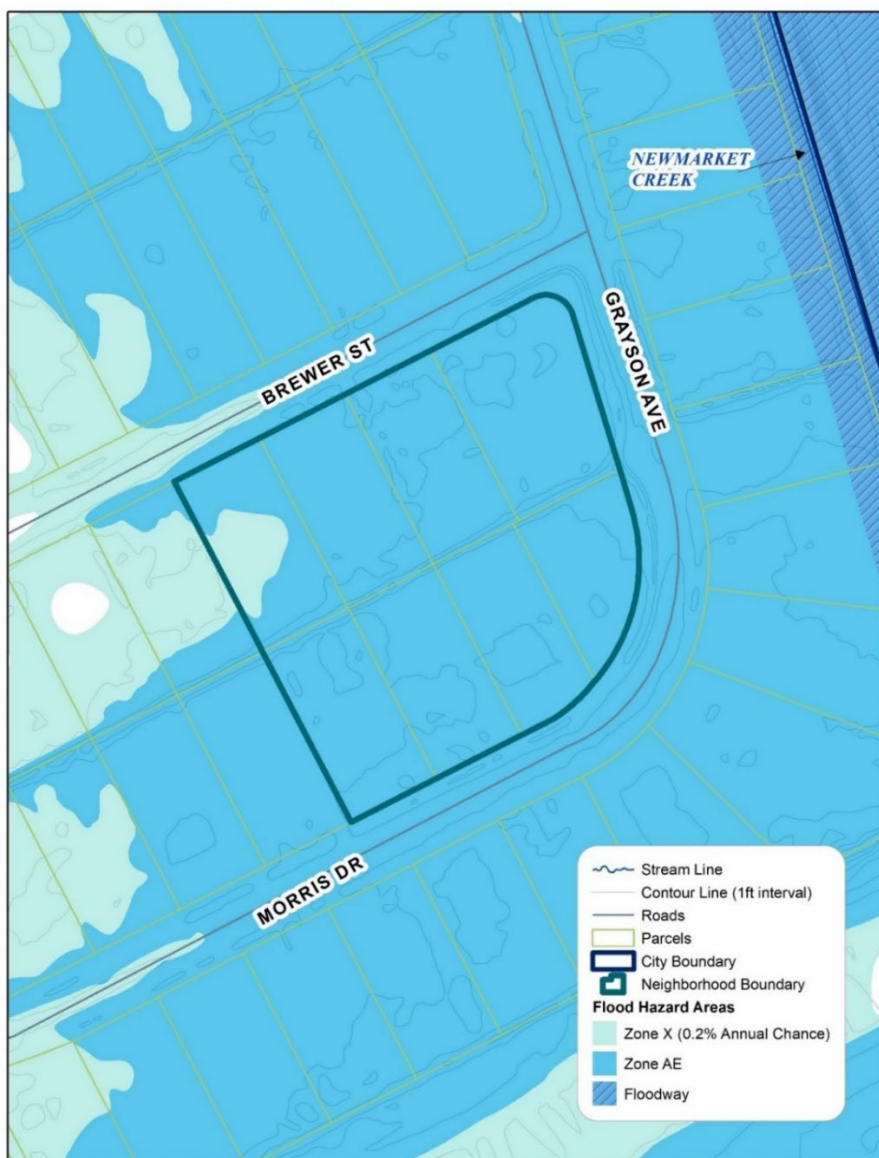 NEWMARKET
CREEK
GRAYSON AVE
BREWER ST
MORRIS DR
Stream Line
Contour Line (1ft interval)
Roads
Parcels
City Boundary
Neighborhood Boundary
Flood Hazard Areas
Zone X (0.2% Annual Chance)
Zone AE
Floodway